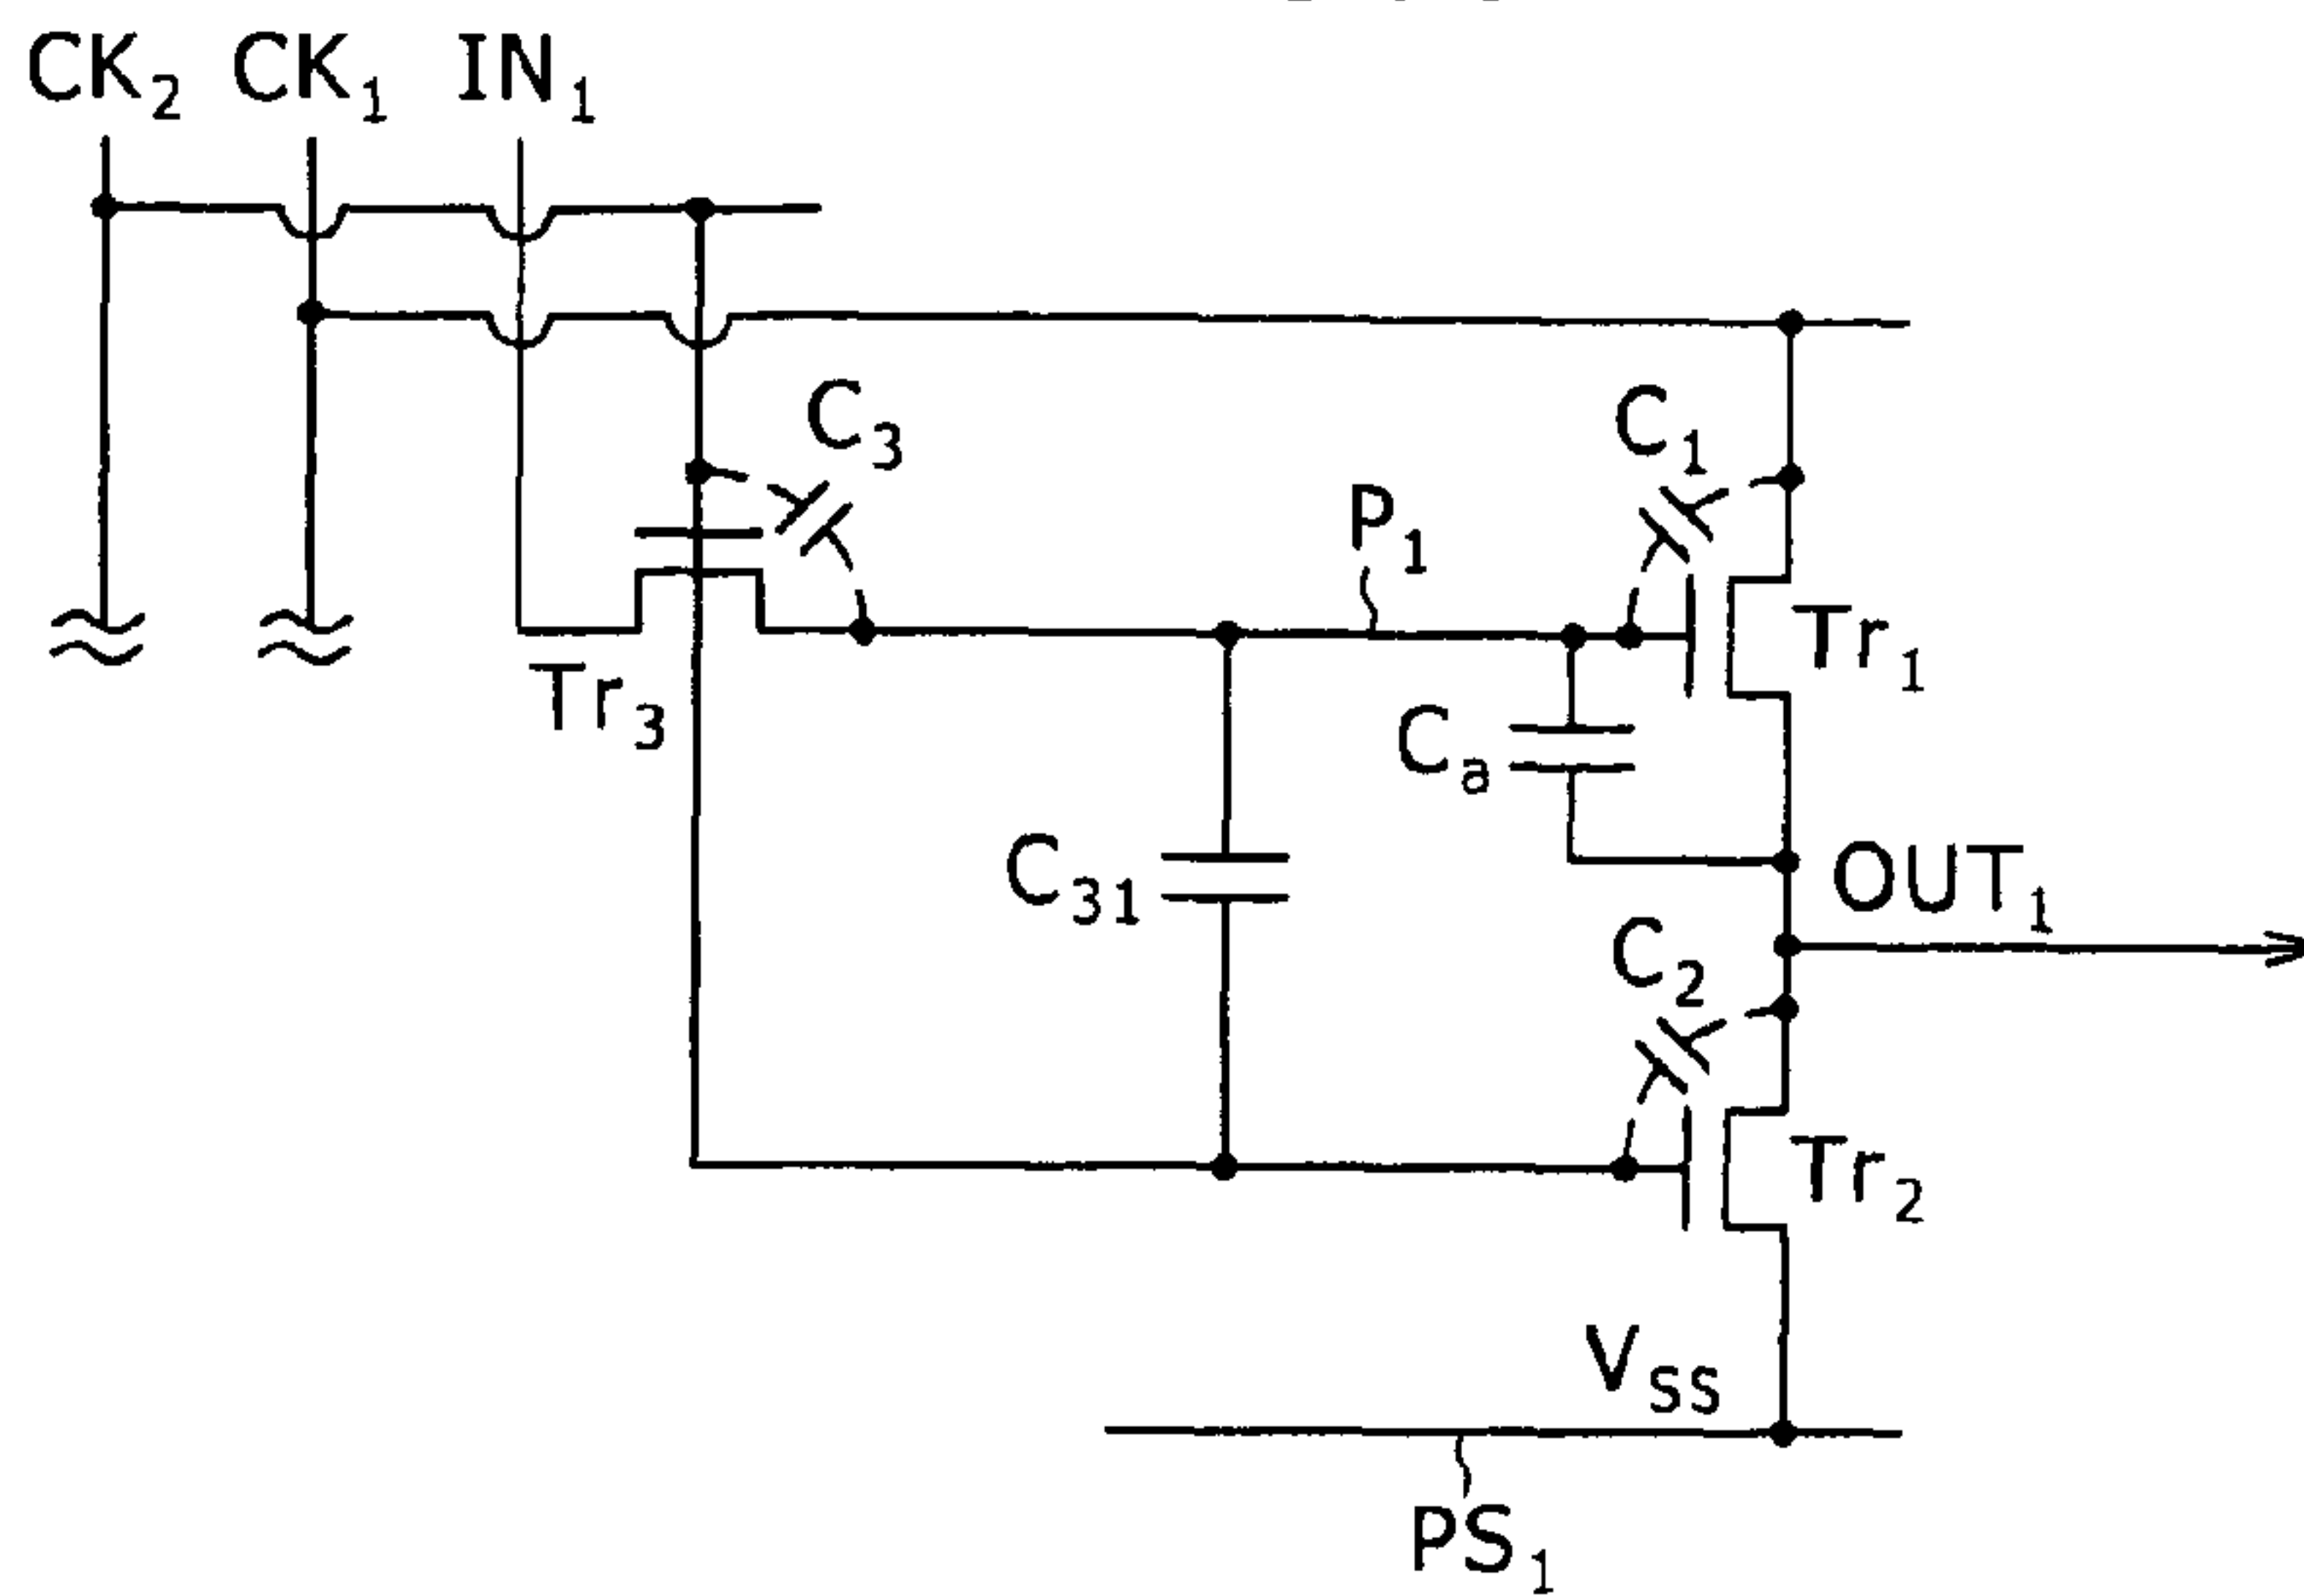 CK2 CK1 IN1
C3
C1
P1
Tr1
Tr3
Ca
C31
OUT1
C2
Tr2
VSS
PS1